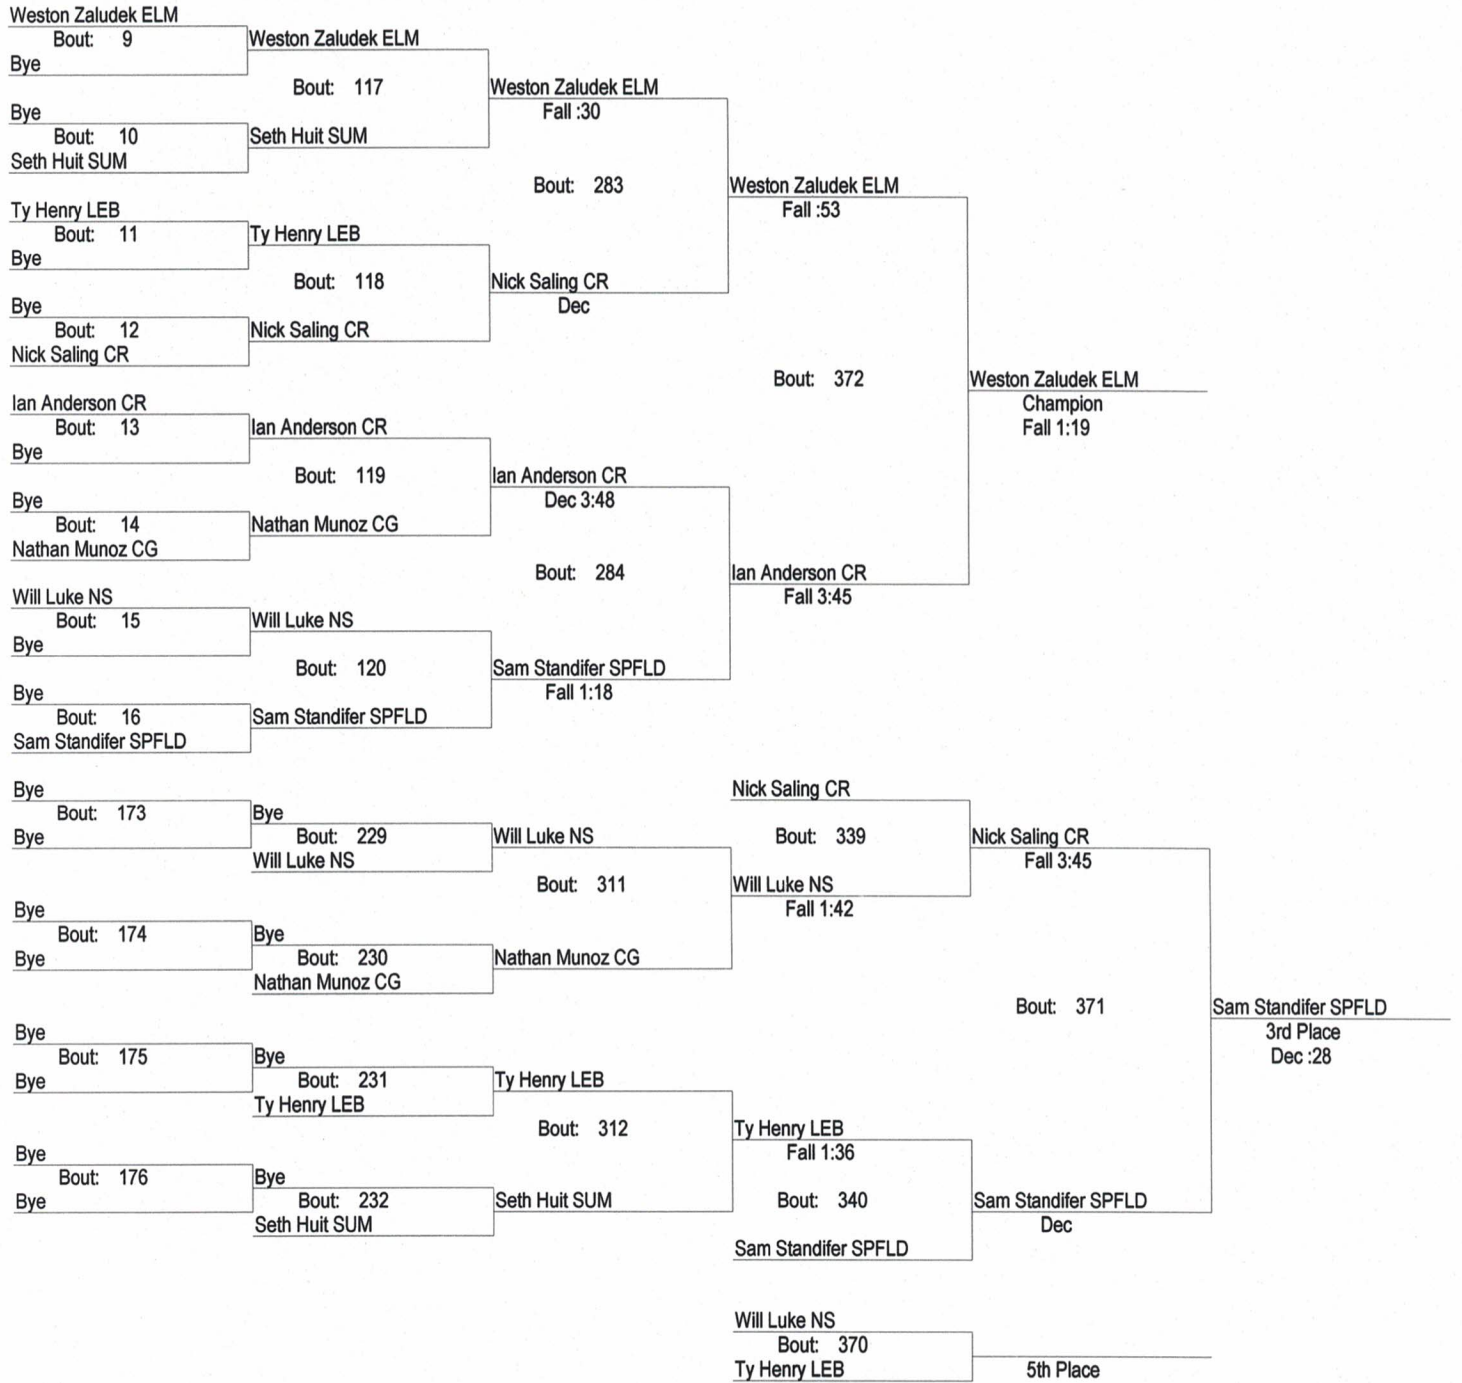 Weston Zaludek ELM
Bout: 9
Bye
Weston Zaludek ELM
Bout: 117
Bye
Bout: 10
Seth Huit SUM
Seth Huit SUM
Weston Zaludek ELM
Fall :30
Bout: 283
Ty Henry LEB
Bout: 11
Bye
Ty Henry LEB
Bout: 118
Bye
Bout: 12
Nick Saling CR
Nick Saling CR
Nick Saling CR
Dec
Weston Zaludek ELM
Fall :53
Bout: 372
Ian Anderson CR
Bout: 13
Bye
Ian Anderson CR
Bout: 119
Bye
Bout: 14
Nathan Munoz CG
Nathan Munoz CG
Ian Anderson CR
Dec 3:48
Bout: 284
Will Luke NS
Bout: 15
Bye
Will Luke NS
Bout: 120
Bye
Bout: 16
Sam Standifer SPFLD
Sam Standifer SPFLD
Sam Standifer SPFLD
Fall 1:18
Ian Anderson CR
Fall 3:45
Weston Zaludek ELM
Champion
Fall 1:19
Bye
Bout: 173
Bye
Bye
Bout: 229
Will Luke NS
Will Luke NS
Bout: 311
Bye
Bout: 174
Bye
Bye
Bout: 230
Nathan Munoz CG
Nathan Munoz CG
Nick Saling CR
Bout: 339
Will Luke NS
Fall 1:42
Nick Saling CR
Fall 3:45
Bout: 371
Bye
Bout: 175
Bye
Bye
Bout: 231
Ty Henry LEB
Ty Henry LEB
Bout: 312
Bye
Bout: 176
Bye
Bye
Bout: 232
Seth Huit SUM
Seth Huit SUM
Ty Henry LEB
Fall 1:36
Bout: 340
Sam Standifer SPFLD
Sam Standifer SPFLD
Dec
Sam Standifer SPFLD
3rd Place
Dec :28
Will Luke NS
Bout: 370
Ty Henry LEB
5th Place